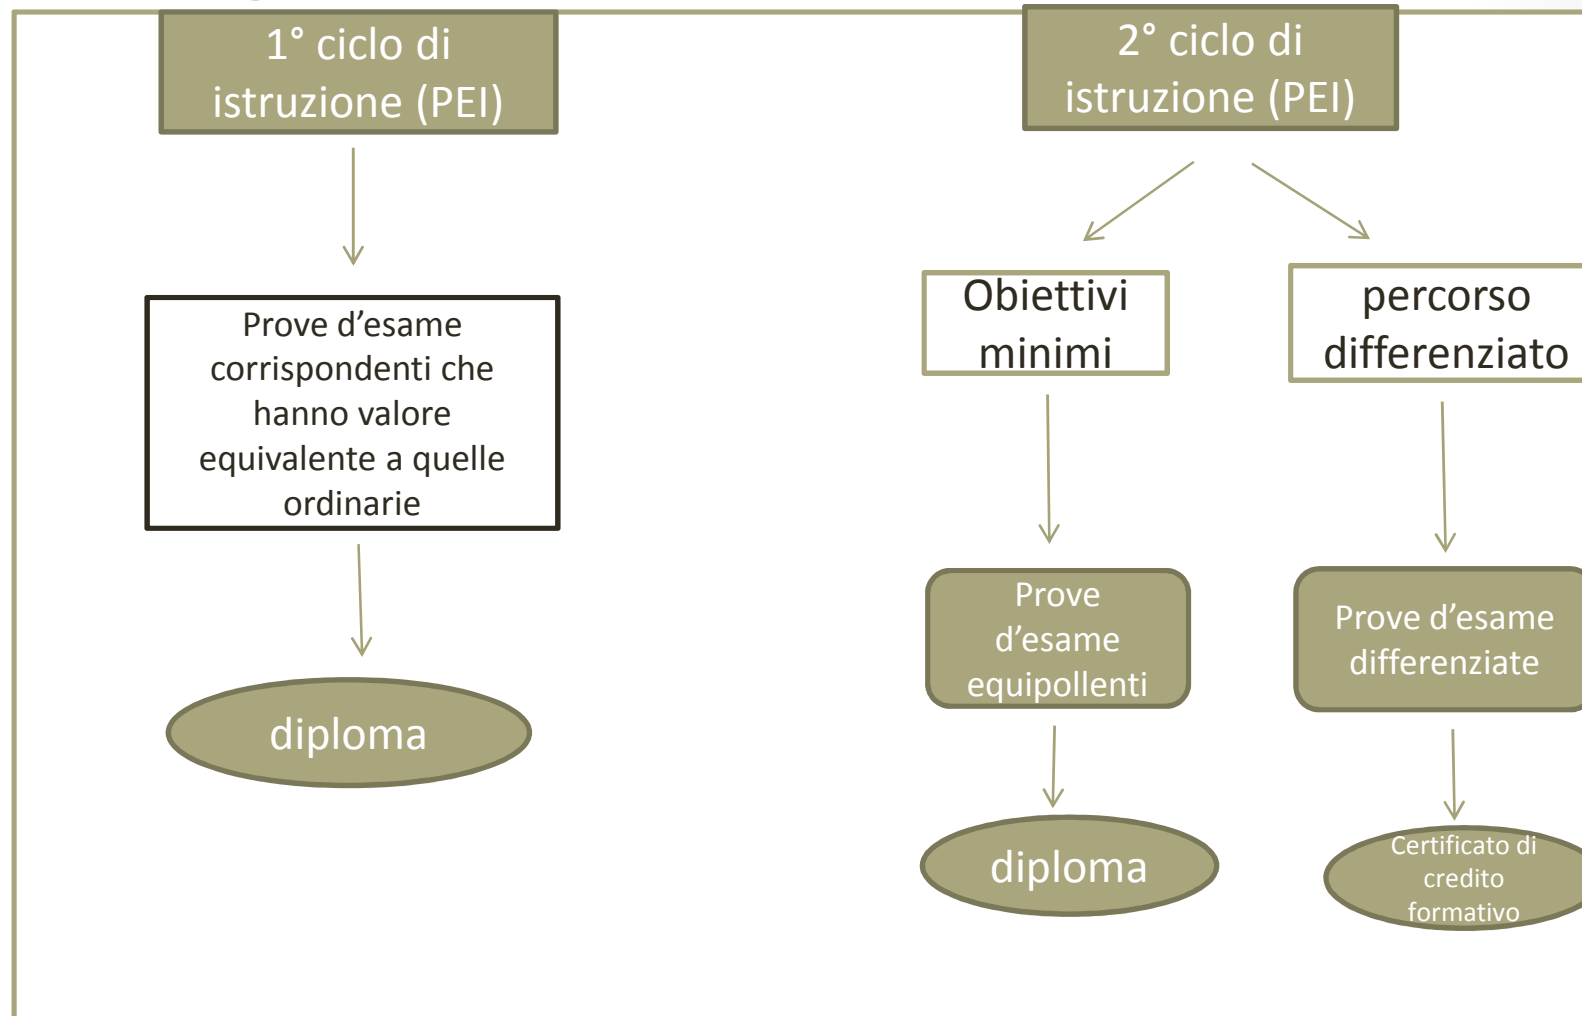 1° ciclo di
istruzione (PEI)
Prove d’esame
corrispondenti che
hanno valore
equivalente a quelle
ordinarie
diploma
2° ciclo di
istruzione (PEI)
Obiettivi
minimi
Prove
d’esame
equipollenti
diploma
percorso
differenziato
Prove d’esame
differenziate
Certificato di
credito
formativo